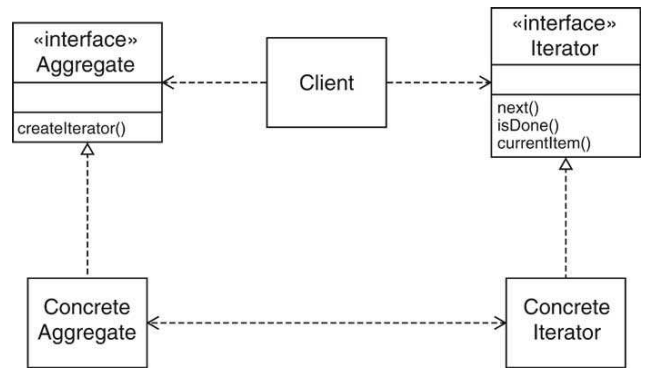 «interface»
Aggregate
createIterator()
Client
«interface»
Iterator
next()
isDone()
currentItem()
Concrete
Aggregate
Concrete
Iterator